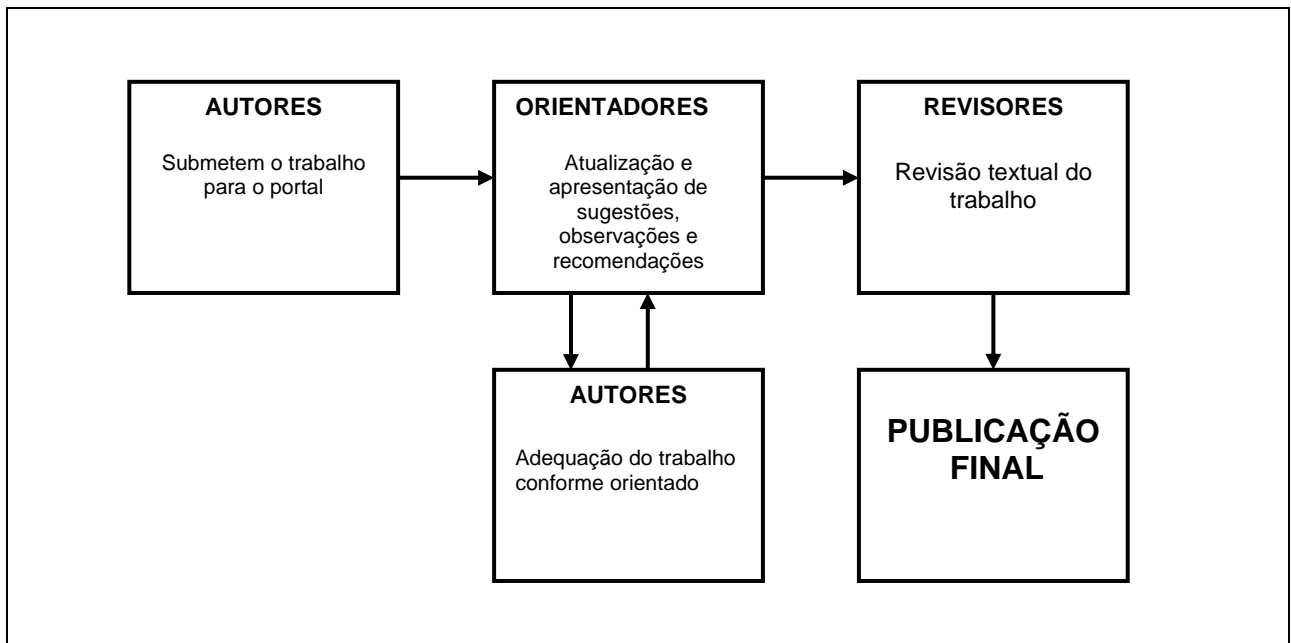 AUTORES
Submetem o trabalho
para o portal
ORIENTADORES
Atualização e
apresentação de
sugestões,
observações e
recomendações
REVISORES
Revisão textual do
trabalho
AUTORES
Adequação do trabalho
conforme orientado
PUBLICAÇÃO
FINAL